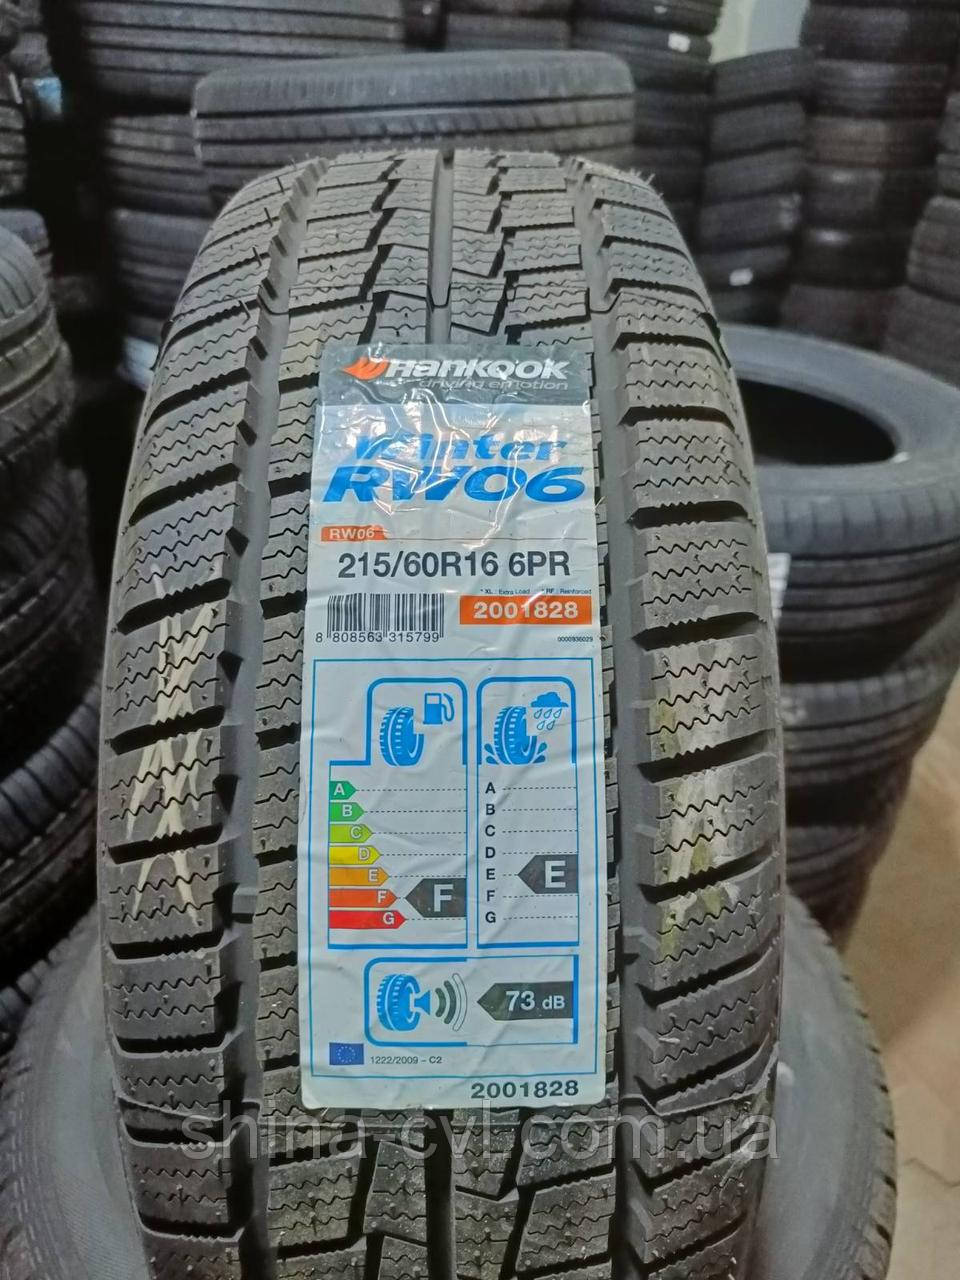 Hankook
driving emotion
Winter
RW06
RW06
215/60R16 6PR
* XL : Extra Load * RF : Reinforced
2001828
8 808563 315799
0000936029
A
B
C
D
E
F
G
F
A
B
C
D
E
F
G
E
73 dB
1222/2009 - C2
2001828
shina-cvl.com.ua